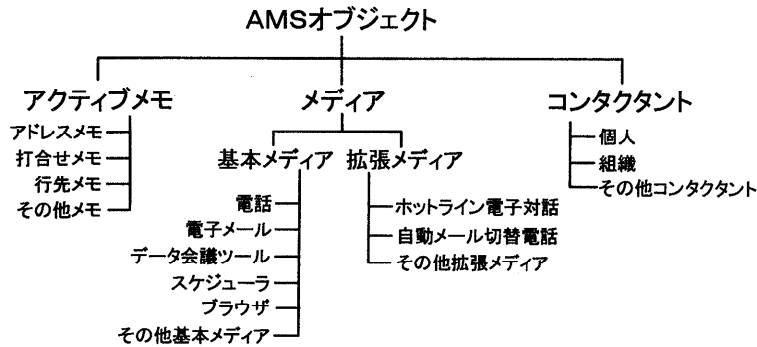 AMSオブジェクト
アクティブメモ
アドレスメモ
打合せメモ
行先メモ
その他メモ
メディア
基本メディア
電話
電子メール
データ会議ツール
スケジューラ
ブラウザ
その他基本メディア
拡張メディア
ホットライン電子対話
自動メール切替電話
その他拡張メディア
コンタクタント
個人
組織
その他コンタクタント